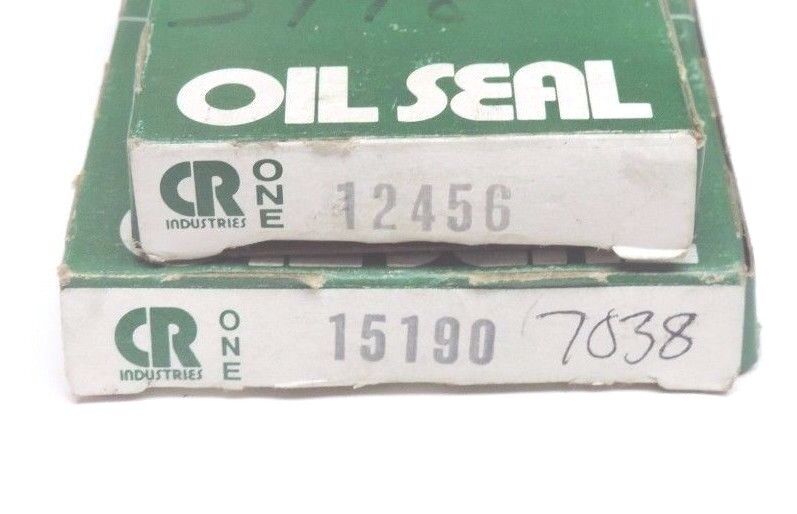 OIL SEAL
CR INDUSTRIES ONE 12456
CR INDUSTRIES ONE 15190 7038